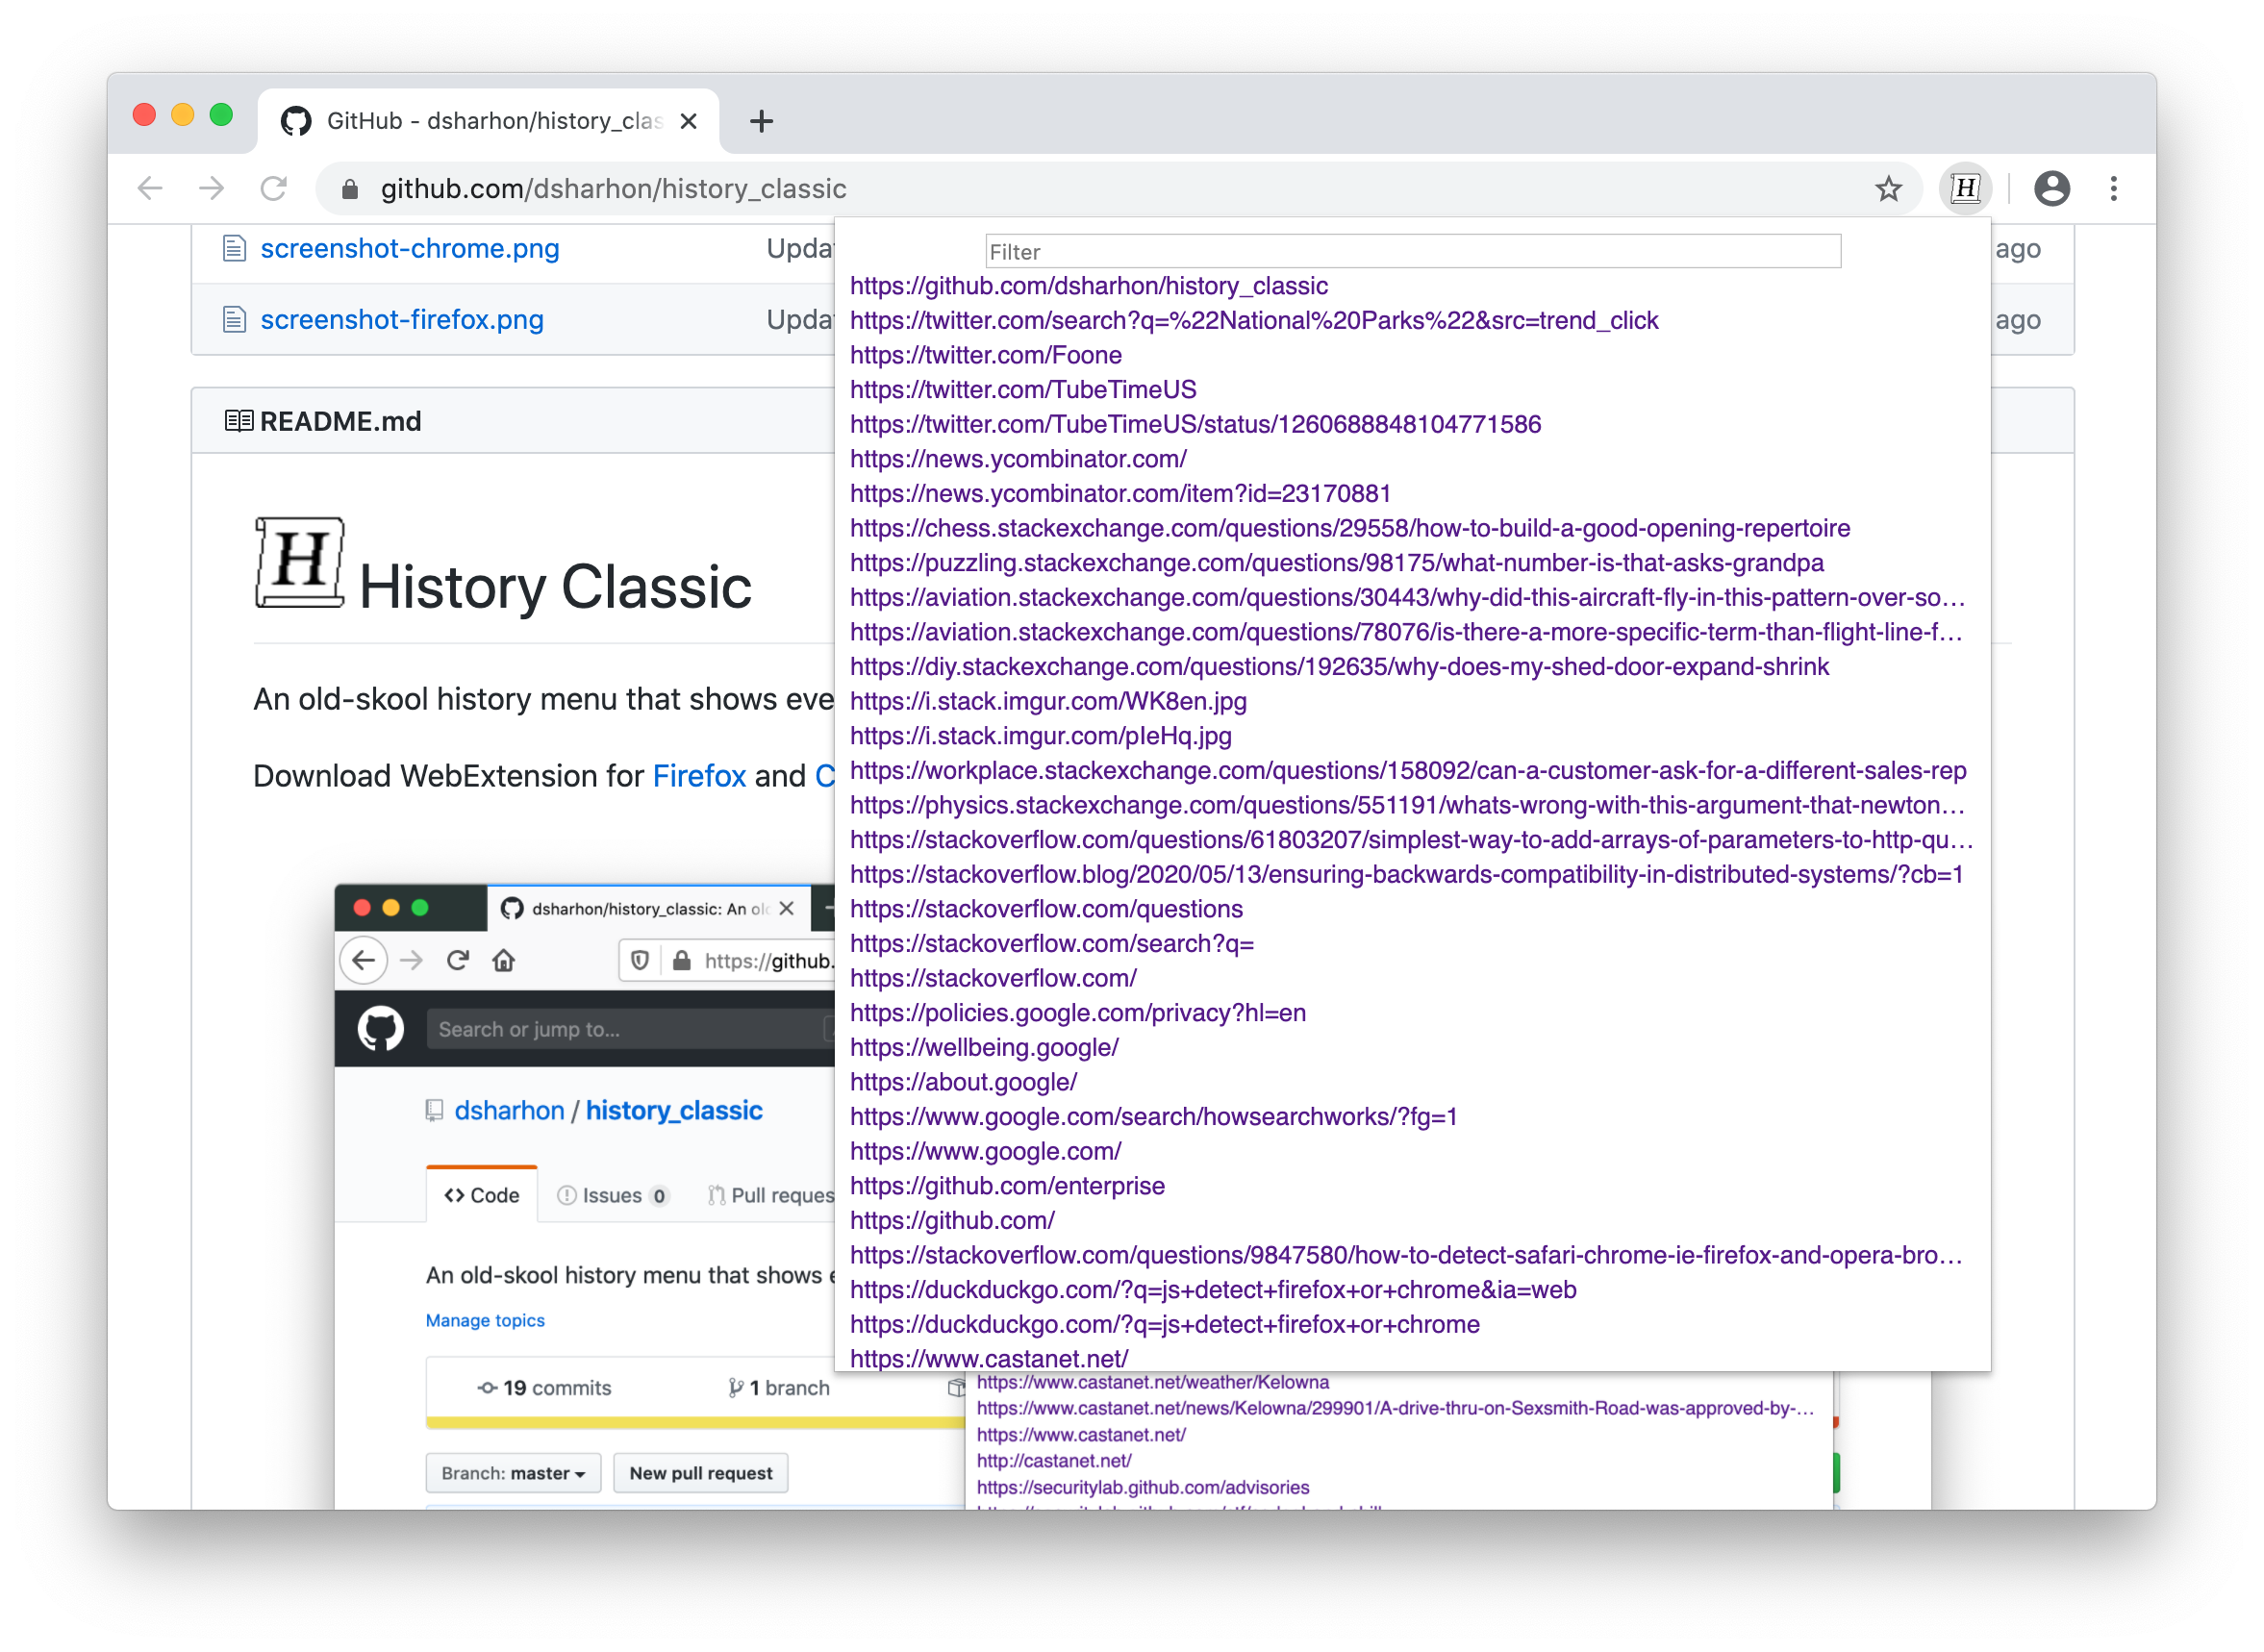 GitHub - dsharhon/history_clas
github.com/dsharhon/history_classic
H
screenshot-chrome.png Upda ago
screenshot-firefox.png Upda ago
README.md
H History Classic
An old-skool history menu that shows eve
Download WebExtension for Firefox and C
Filter
https://github.com/dsharhon/history_classic
https://twitter.com/search?q=%22National%20Parks%22&src=trend_click
https://twitter.com/Foone
https://twitter.com/TubeTimeUS
https://twitter.com/TubeTimeUS/status/1260688848104771586
https://news.ycombinator.com/
https://news.ycombinator.com/item?id=23170881
https://chess.stackexchange.com/questions/29558/how-to-build-a-good-opening-repertoire
https://puzzling.stackexchange.com/questions/98175/what-number-is-that-asks-grandpa
https://aviation.stackexchange.com/questions/30443/why-did-this-aircraft-fly-in-this-pattern-over-so…
https://aviation.stackexchange.com/questions/78076/is-there-a-more-specific-term-than-flight-line-f…
https://diy.stackexchange.com/questions/192635/why-does-my-shed-door-expand-shrink
https://i.stack.imgur.com/WK8en.jpg
https://i.stack.imgur.com/pIeHq.jpg
https://workplace.stackexchange.com/questions/158092/can-a-customer-ask-for-a-different-sales-rep
https://physics.stackexchange.com/questions/551191/whats-wrong-with-this-argument-that-newton…
https://stackoverflow.com/questions/61803207/simplest-way-to-add-arrays-of-parameters-to-http-qu…
https://stackoverflow.blog/2020/05/13/ensuring-backwards-compatibility-in-distributed-systems/?cb=1
https://stackoverflow.com/questions
https://stackoverflow.com/search?q=
https://stackoverflow.com/
https://policies.google.com/privacy?hl=en
https://wellbeing.google/
https://about.google/
https://www.google.com/search/howsearchworks/?fg=1
https://www.google.com/
https://github.com/enterprise
https://github.com/
https://stackoverflow.com/questions/9847580/how-to-detect-safari-chrome-ie-firefox-and-opera-bro…
https://duckduckgo.com/?q=js+detect+firefox+or+chrome&ia=web
https://duckduckgo.com/?q=js+detect+firefox+or+chrome
https://www.castanet.net/
dsharhon/history_classic: An old
https://github.
Search or jump to...
dsharhon / history_classic
Code Issues 0 Pull reques
An old-skool history menu that shows e
Manage topics
19 commits 1 branch
Branch: master New pull request
https://www.castanet.net/weather/Kelowna
https://www.castanet.net/news/Kelowna/299901/A-drive-thru-on-Sexsmith-Road-was-approved-by-…
https://www.castanet.net/
http://castanet.net/
https://securitylab.github.com/advisories